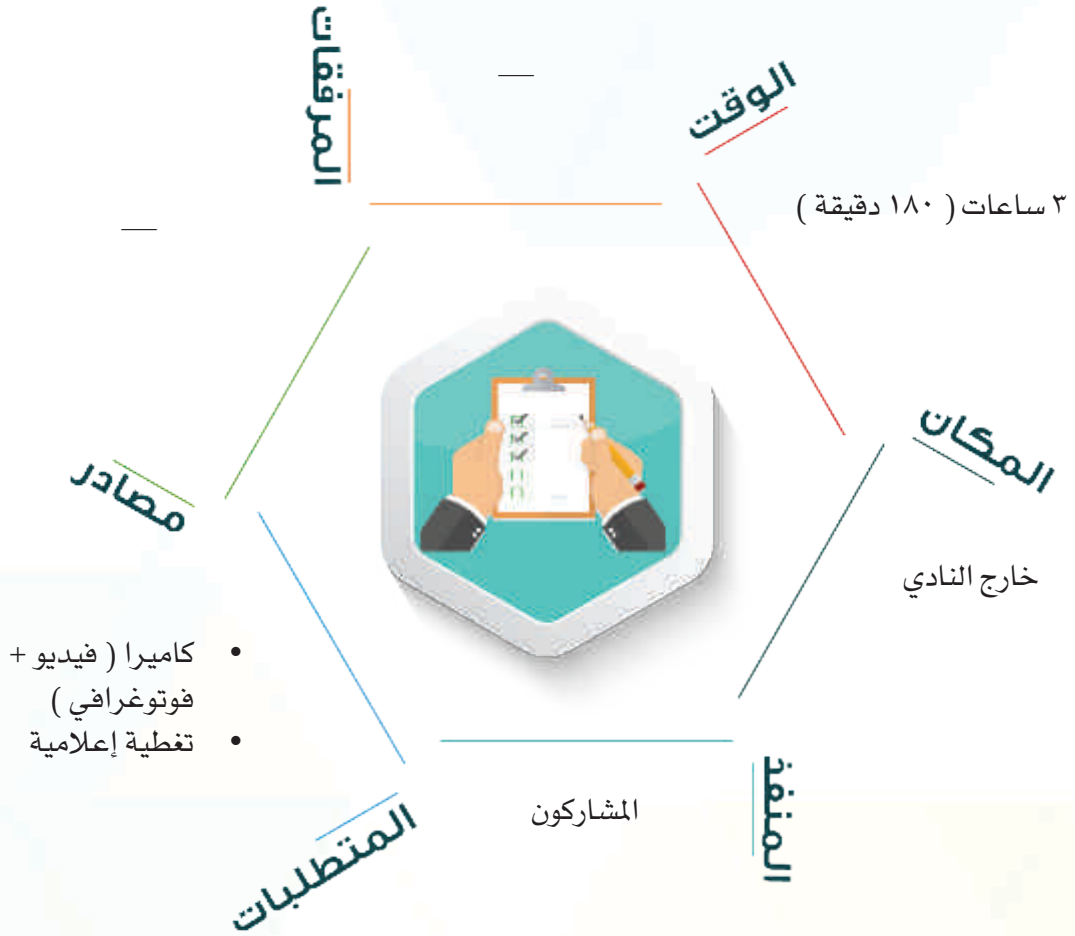 الوقت
٣ ساعات ( ١٨٠ دقيقة )
المكان
خارج النادي
المنفذ
المشاركون
المتطلبات
• كاميرا ( فيديو +
فوتوغرافي )
• تغطية إعلامية
مصادر
—
المرفقات
—